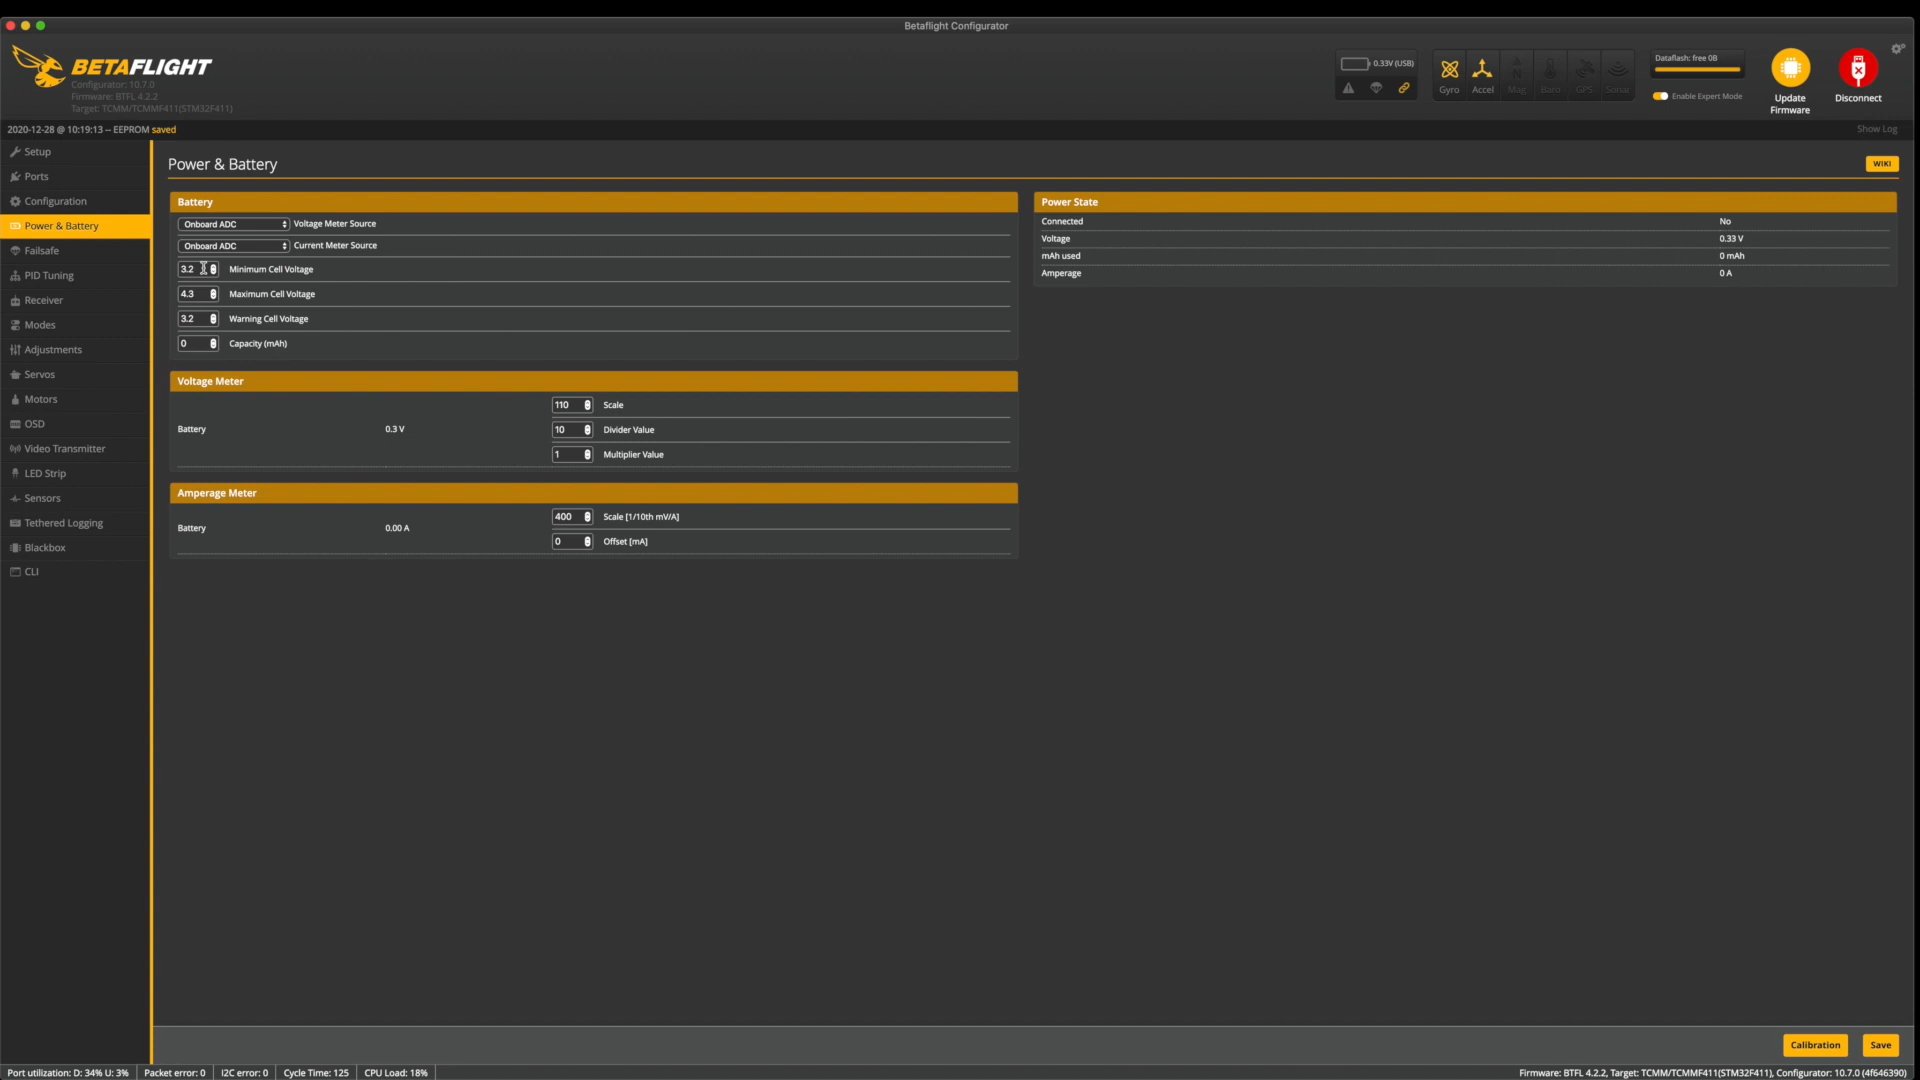 Betaflight Configurator
BETAFLIGHT
Configurator: 10.7.0
Firmware: BTFL 4.2.2
Target: TCMM/TCMMF411(STM32F411)
0.33V (USB)
Gyro
Accel
Mag
Baro
GPS
Sonar
Dataflash: free 0B
Enable Expert Mode
Update
Firmware
Disconnect
2020-12-28 @ 10:19:13 -- EEPROM saved
Show Log
Setup
Ports
Configuration
Power & Battery
Failsafe
PID Tuning
Receiver
Modes
Adjustments
Servos
Motors
OSD
Video Transmitter
LED Strip
Sensors
Tethered Logging
Blackbox
CLI
Power & Battery
WIKI
Battery
Onboard ADC Voltage Meter Source
Onboard ADC Current Meter Source
3.2 Minimum Cell Voltage
4.3 Maximum Cell Voltage
3.2 Warning Cell Voltage
0 Capacity (mAh)
Voltage Meter
Battery 0.3 V
110 Scale
10 Divider Value
1 Multiplier Value
Amperage Meter
Battery 0.00 A
400 Scale [1/10th mV/A]
0 Offset [mA]
Power State
Connected No
Voltage 0.33 V
mAh used 0 mAh
Amperage 0 A
Calibration
Save
Port utilization: D: 34% U: 3% Packet error: 0 I2C error: 0 Cycle Time: 125 CPU Load: 18%
Firmware: BTFL 4.2.2, Target: TCMM/TCMMF411(STM32F411), Configurator: 10.7.0 (4f646390)